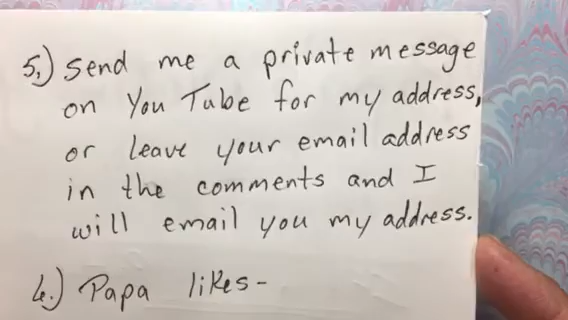 5.) Send me a private message
on You Tube for my address,
or leave your email address
in the comments and I
will email you my address.
6.) Papa likes-